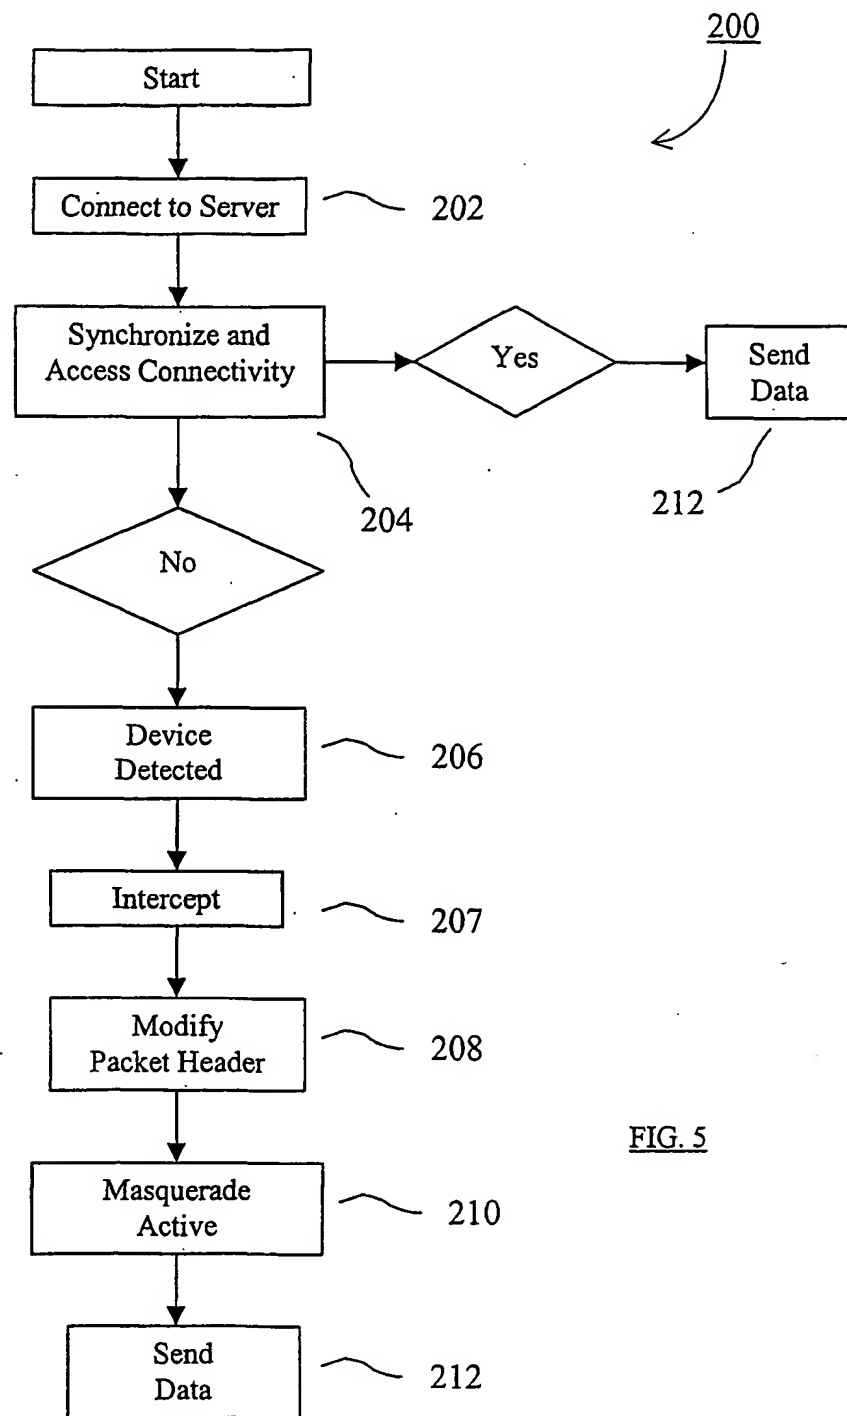 200
Start
Connect to Server
202
Synchronize and
Access Connectivity
Yes
Send
Data
204
212
No
Device
Detected
206
Intercept
207
Modify
Packet Header
208
FIG. 5
Masquerade
Active
210
Send
Data
212